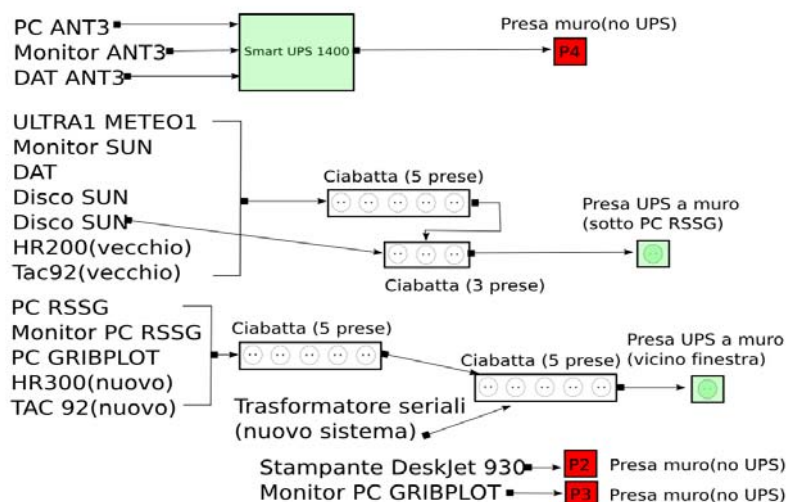 PC ANT3
Monitor ANT3
DAT ANT3
Smart UPS 1400
Presa muro(no UPS)
P4
ULTRA1 METEO1
Monitor SUN
DAT
Disco SUN
Disco SUN
HR200(vecchio)
Tac92(vecchio)
Ciabatta (5 prese)
Ciabatta (3 prese)
Presa UPS a muro
(sotto PC RSSG)
PC RSSG
Monitor PC RSSG
PC GRIBPLOT
HR300(nuovo)
TAC 92(nuovo)
Ciabatta (5 prese)
Ciabatta (5 prese)
Presa UPS a muro
(vicino finestra)
Trasformatore seriali
(nuovo sistema)
Stampante DeskJet 930
P2
Presa muro(no UPS)
Monitor PC GRIBPLOT
P3
Presa muro(no UPS)